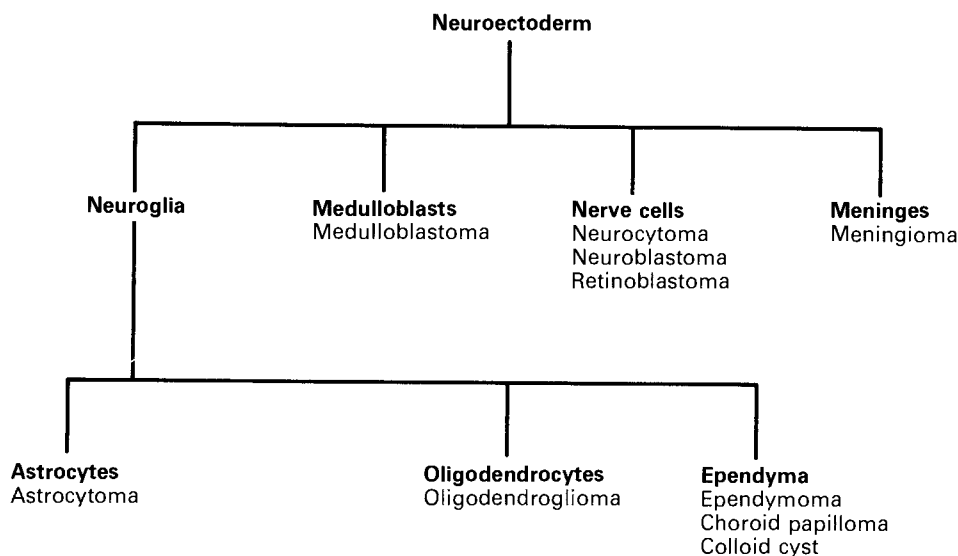 Neuroectoderm
Neuroglia
Medulloblasts
Medulloblastoma
Nerve cells
Neurocytoma
Neuroblastoma
Retinoblastoma
Meninges
Meningioma
Astrocytes
Astrocytoma
Oligodendrocytes
Oligodendroglioma
Ependyma
Ependymoma
Choroid papilloma
Colloid cyst